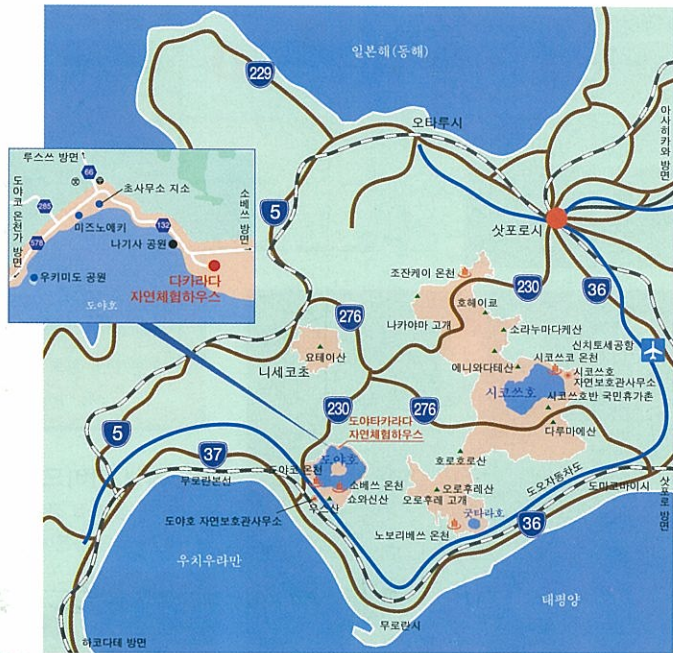 일본해(동해)
229
오타루시
아사히카와 방면
루스쓰 방면
66
초사무소 지소
도야코 온천가 방면
285
미즈노에키
132
소베쓰 방면
578
나기사 공원
우키미도 공원
다카라다
자연체험하우스
도야호
5
삿포로시
조잔케이 온천
230
36
호헤이로
나카야마 고개
소라누마다케산
신치토세공항
276
에니와다테산
시코쓰코 온천
요테이산
시코쓰호
자연보호관사무소
니세코초
시코쓰호
시코쓰호반 국민휴가촌
230
276
도야타카라다
자연체험하우스
다루마에산
5
37
도야호
호로호로산
도야코 온천
무로란본선
소베쓰 온천
쇼와신산
오로후레산
오로후레 고개
도오자동차도
도마코마이시
삿포로 방면
우스산
도야호 자연보호관사무소
굿타라호
36
노보리베쓰 온천
우치우라만
태평양
무로란시
하코다테 방면